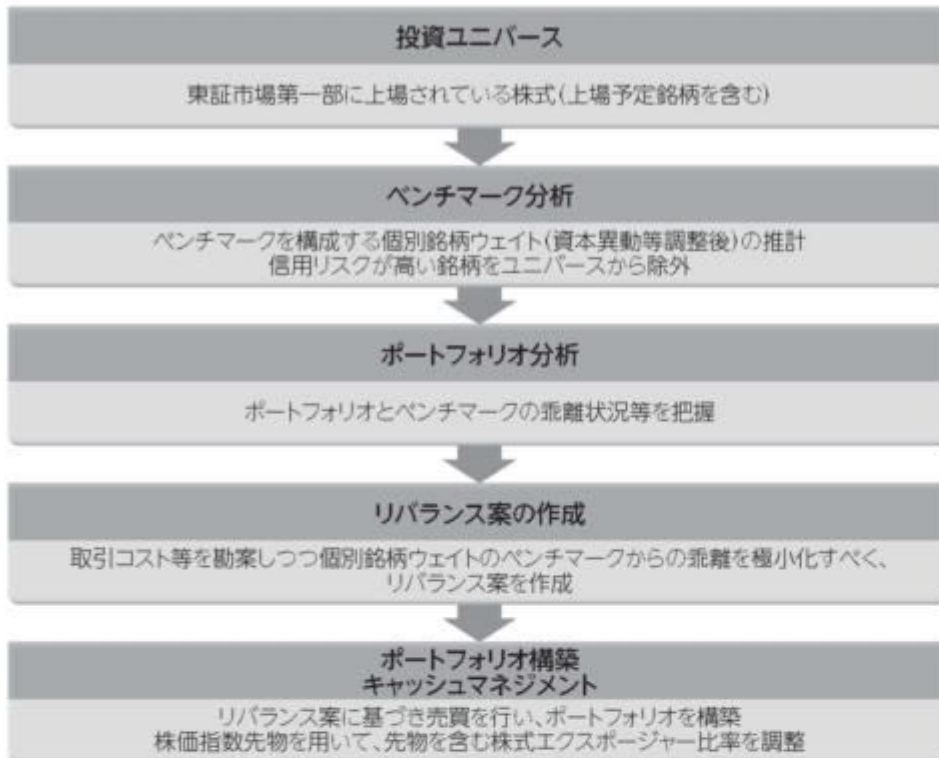 投資ユニバース
東証市場第一部に上場されている株式(上場予定銘柄を含む)
ベンチマーク分析
ベンチマークを構成する個別銘柄ウェイト(資本異動等調整後)の推計
信用リスクが高い銘柄をユニバースから除外
ポートフォリオ分析
ポートフォリオとベンチマークの乖離状況等を把握
リバランス案の作成
取引コスト等を勘案しつつ個別銘柄ウェイトのベンチマークからの乖離を極小化すべく、
リバランス案を作成
ポートフォリオ構築
キャッシュマネジメント
リバランス案に基づき売買を行い、ポートフォリオを構築
株価指数先物を用いて、先物を含む株式エクスポージャー比率を調整